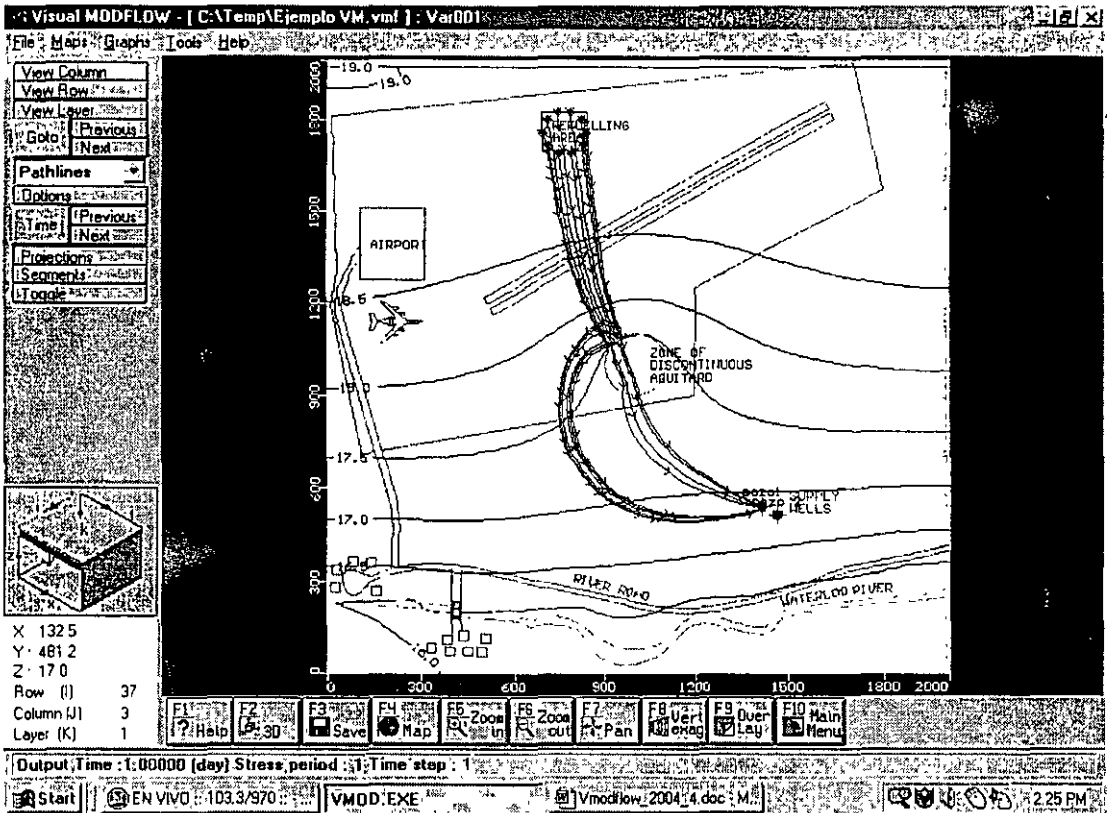 Visual MODFLOW - [ C:\Temp\Ejemplo VM.vmf ] : Var001
File Maps Graphs Tools Help
View Column
View Row
View Layer
Goto
Previous
Next
Pathlines
Options
Time
Previous
Next
Projections
Segments
Toggle
X 132.5
Y 481.2
Z 17.0
Row (I) 37
Column (J) 3
Layer (K) 1
2000
1800
1500
1200
900
600
300
0
-19.0
-19.0
REFUELLING
AREA
AIRPORT
18.5
18.0
17.5
17.0
ZONE OF
DISCONTINUOUS
AQUITARD
SUPPLY
WELLS
RIVER ROAD
WATERLOO RIVER
0 300 600 900 1200 1500 1800 2000
F1 Help
F2 3D
F3 Save
F4 Map
F5 Zoom in
F6 Zoom out
F7 Pan
F8 Vert exag
F9 Over Lay
F10 Main Menu
Output Time :1.00000 (day) Stress period : 1 Time step : 1
Start
EN VIVO :: 103.3/970 ::
VMOD.EXE
Vmodflow_2004_4.doc - M...
2:25 PM